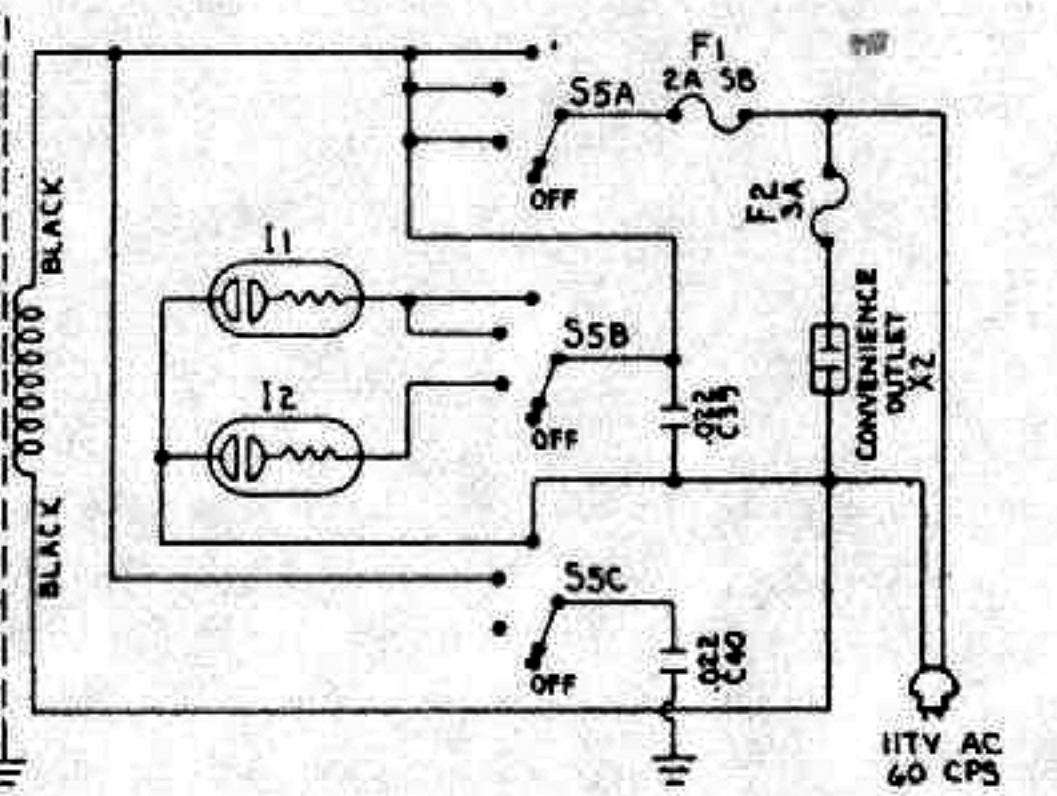 F1
2A SB
S5A
OFF
BLACK
F2
3A
I1
S5B
CONVENIENCE
OUTLET
X2
I2
OFF
.022
BLACK
S5C
.022
C40
OFF
117V AC
60 CPS